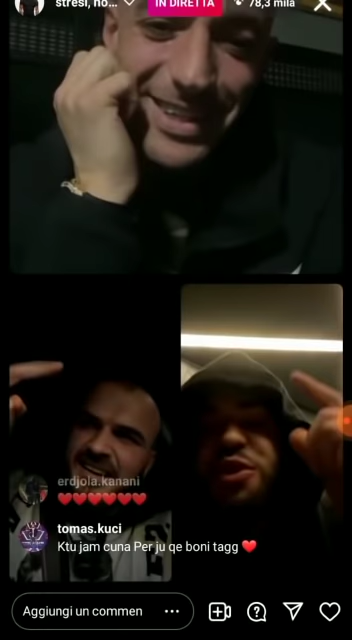 stresi, no...
IN DIRETTA
78,3 mila
erdjola.kanani
❤️❤️❤️❤️❤️❤️❤️
tomas.kuci
Ktu jam cuna Per ju qe boni tagg ❤️
Aggiungi un commen